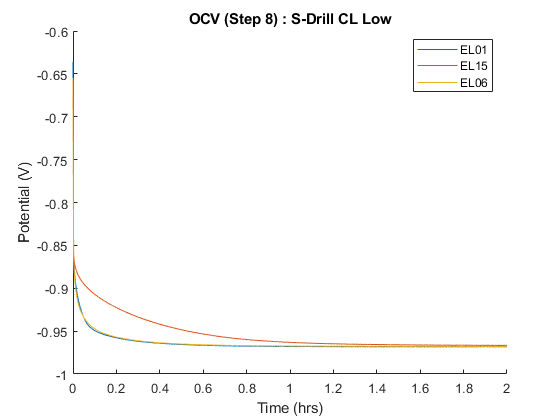 OCV (Step 8) : S-Drill CL Low
EL01
EL15
EL06
Potential (V)
-0.6
-0.65
-0.7
-0.75
-0.8
-0.85
-0.9
-0.95
-1
0 0.2 0.4 0.6 0.8 1 1.2 1.4 1.6 1.8 2
Time (hrs)